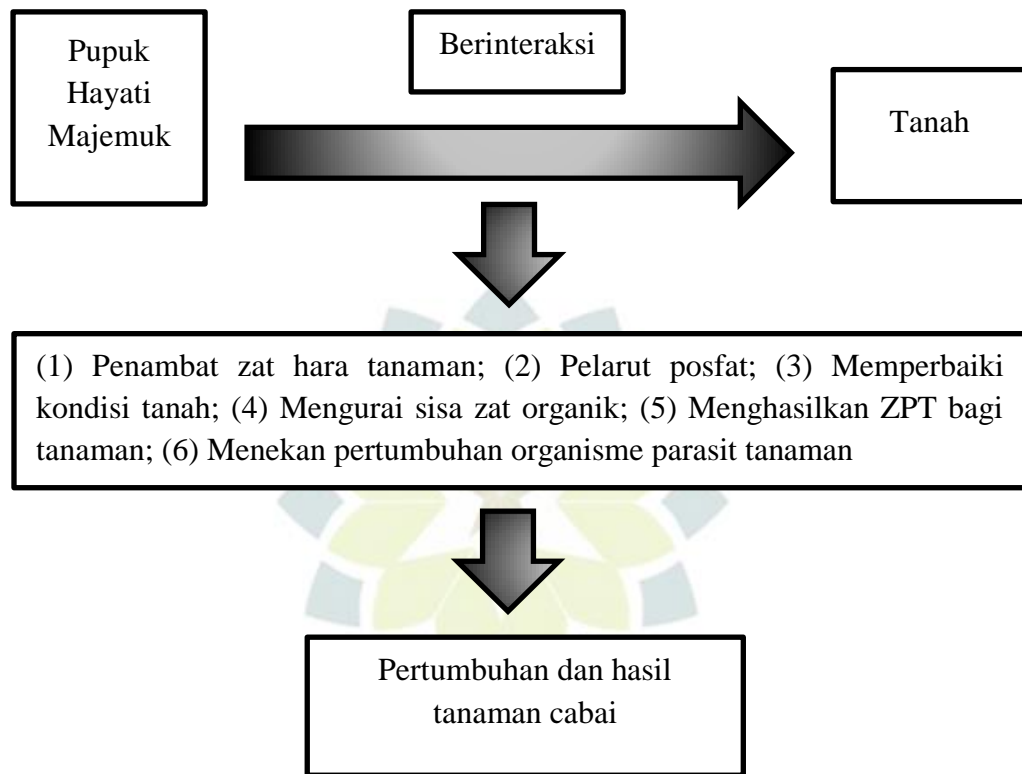 Pupuk
Hayati
Majemuk
Berinteraksi
Tanah
(1) Penambat zat hara tanaman; (2) Pelarut posfat; (3) Memperbaiki
kondisi tanah; (4) Mengurai sisa zat organik; (5) Menghasilkan ZPT bagi
tanaman; (6) Menekan pertumbuhan organisme parasit tanaman
Pertumbuhan dan hasil
tanaman cabai